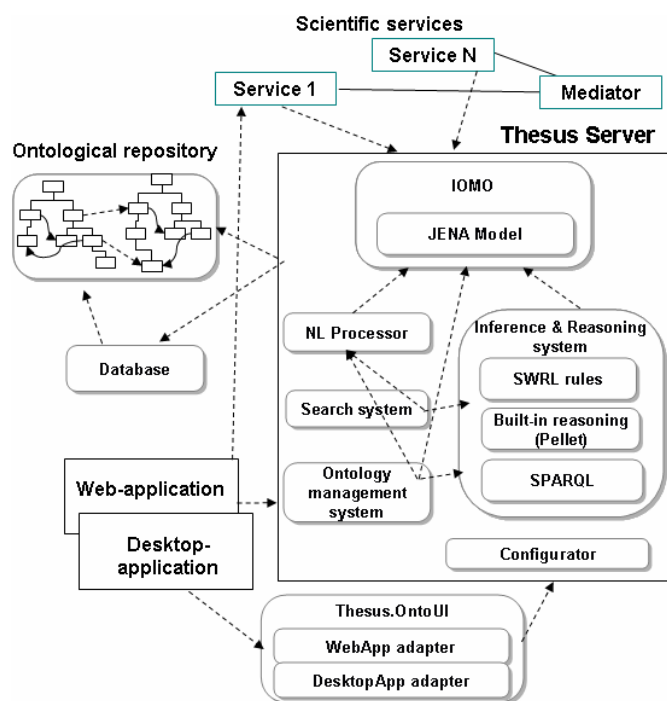 Scientific services
Service N
Service 1
Mediator
Thesus Server
Ontological repository
IOMO
JENA Model
NL Processor
Inference & Reasoning
system
Database
SWRL rules
Search system
Built-in reasoning
(Pellet)
Web-application
Ontology
management
system
SPARQL
Desktop-
application
Configurator
Thesus.OntoUI
WebApp adapter
DesktopApp adapter